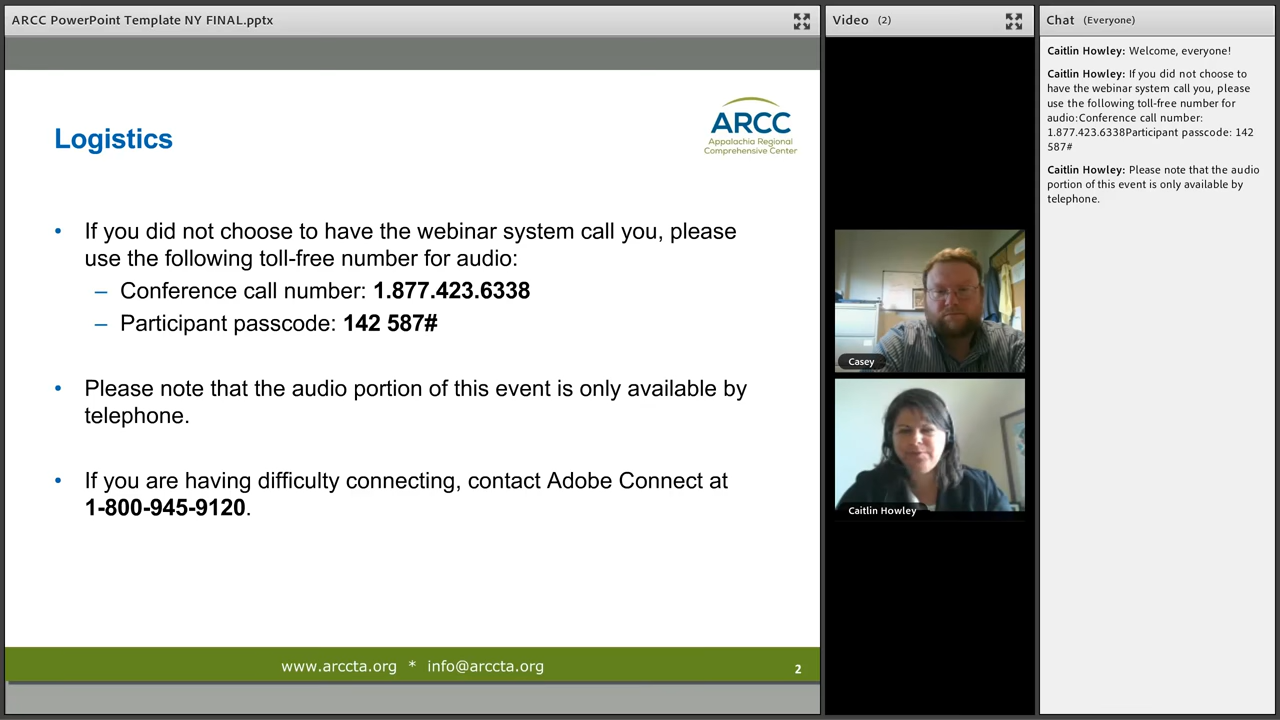 ARCC PowerPoint Template NY FINAL.pptx
Logistics
ARCC
Appalachia Regional
Comprehensive Center
• If you did not choose to have the webinar system call you, please
use the following toll-free number for audio:
– Conference call number: 1.877.423.6338
– Participant passcode: 142 587#
• Please note that the audio portion of this event is only available by
telephone.
• If you are having difficulty connecting, contact Adobe Connect at
1-800-945-9120.
www.arccta.org * info@arccta.org
2
Video (2)
Casey
Caitlin Howley
Chat (Everyone)
Caitlin Howley: Welcome, everyone!
Caitlin Howley: If you did not choose to
have the webinar system call you, please
use the following toll-free number for
audio:Conference call number:
1.877.423.6338Participant passcode: 142
587#
Caitlin Howley: Please note that the audio
portion of this event is only available by
telephone.